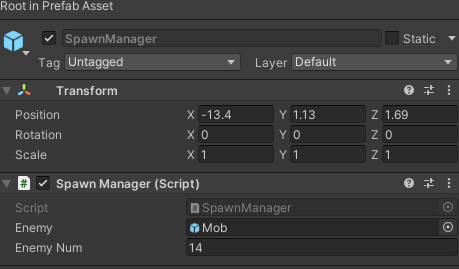 Root in Prefab Asset
SpawnManager Static
Tag Untagged Layer Default
Transform
Position X -13.4 Y 1.13 Z 1.69
Rotation X 0 Y 0 Z 0
Scale X 1 Y 1 Z 1
# Spawn Manager (Script)
Script # SpawnManager
Enemy Mob
Enemy Num 14